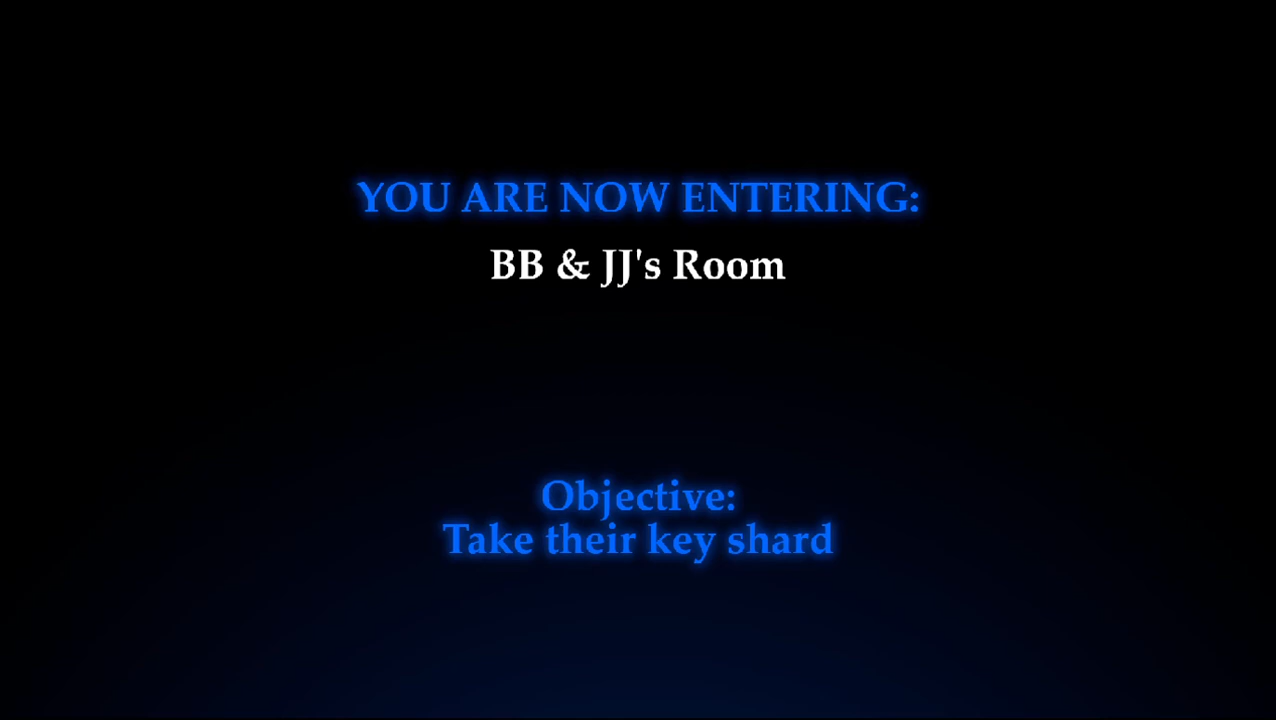 YOU ARE NOW ENTERING:
BB & JJ's Room
Objective:
Take their key shard